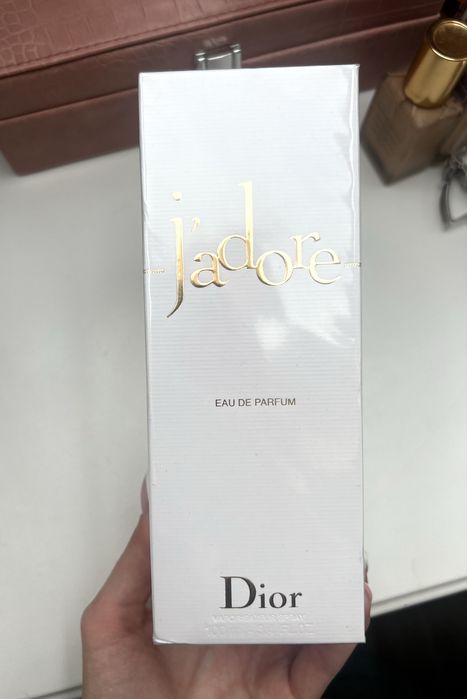 j'adore
EAU DE PARFUM
Dior
VAPORISATEUR SPRAY